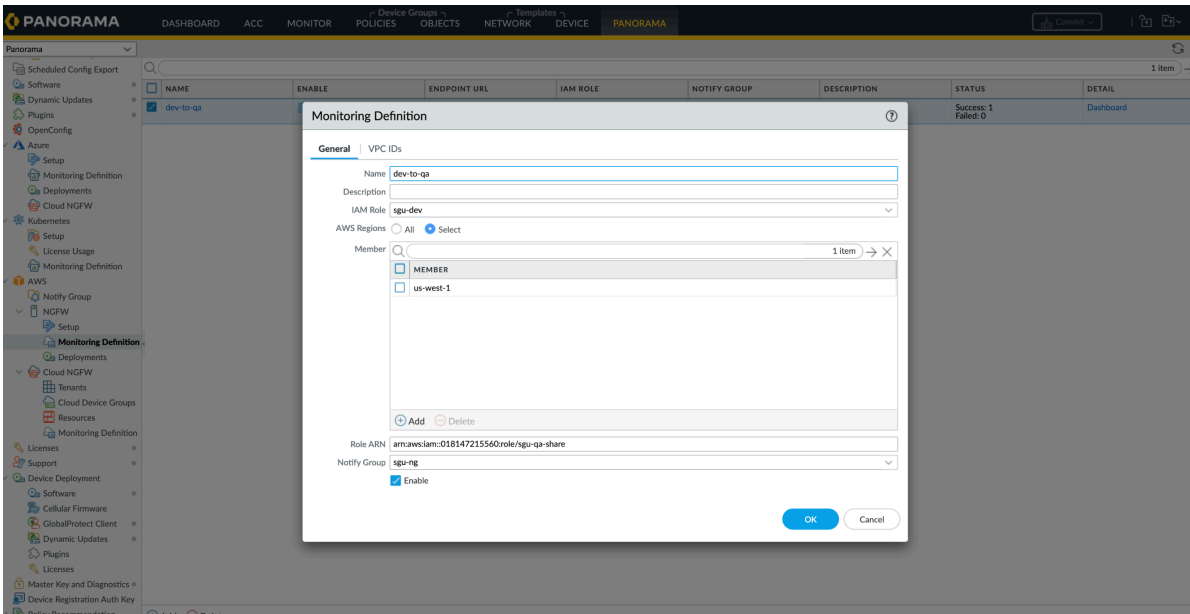 PANORAMA
DASHBOARD
ACC
MONITOR
Device Groups
POLICIES
OBJECTS
Templates
NETWORK
DEVICE
PANORAMA
Commit
Panorama
Scheduled Config Export
Software
Dynamic Updates
Plugins
OpenConfig
Azure
Setup
Monitoring Definition
Deployments
Cloud NGFW
Kubernetes
Setup
License Usage
Monitoring Definition
AWS
Notify Group
NGFW
Setup
Monitoring Definition
Deployments
Cloud NGFW
Tenants
Cloud Device Groups
Resources
Monitoring Definition
Licenses
Support
Device Deployment
Software
Cellular Firmware
GlobalProtect Client
Dynamic Updates
Plugins
Licenses
Master Key and Diagnostics
Device Registration Auth Key
1 item
NAME ENABLE ENDPOINT URL IAM ROLE NOTIFY GROUP DESCRIPTION STATUS DETAIL
dev-to-qa Success: 1 Dashboard
Failed: 0
Monitoring Definition
General VPC IDs
Name dev-to-qa
Description
IAM Role sgu-dev
AWS Regions All Select
Member 1 item
MEMBER
us-west-1
Add Delete
Role ARN arn:aws:iam::018147215560:role/sgu-qa-share
Notify Group sgu-ng
Enable
OK Cancel